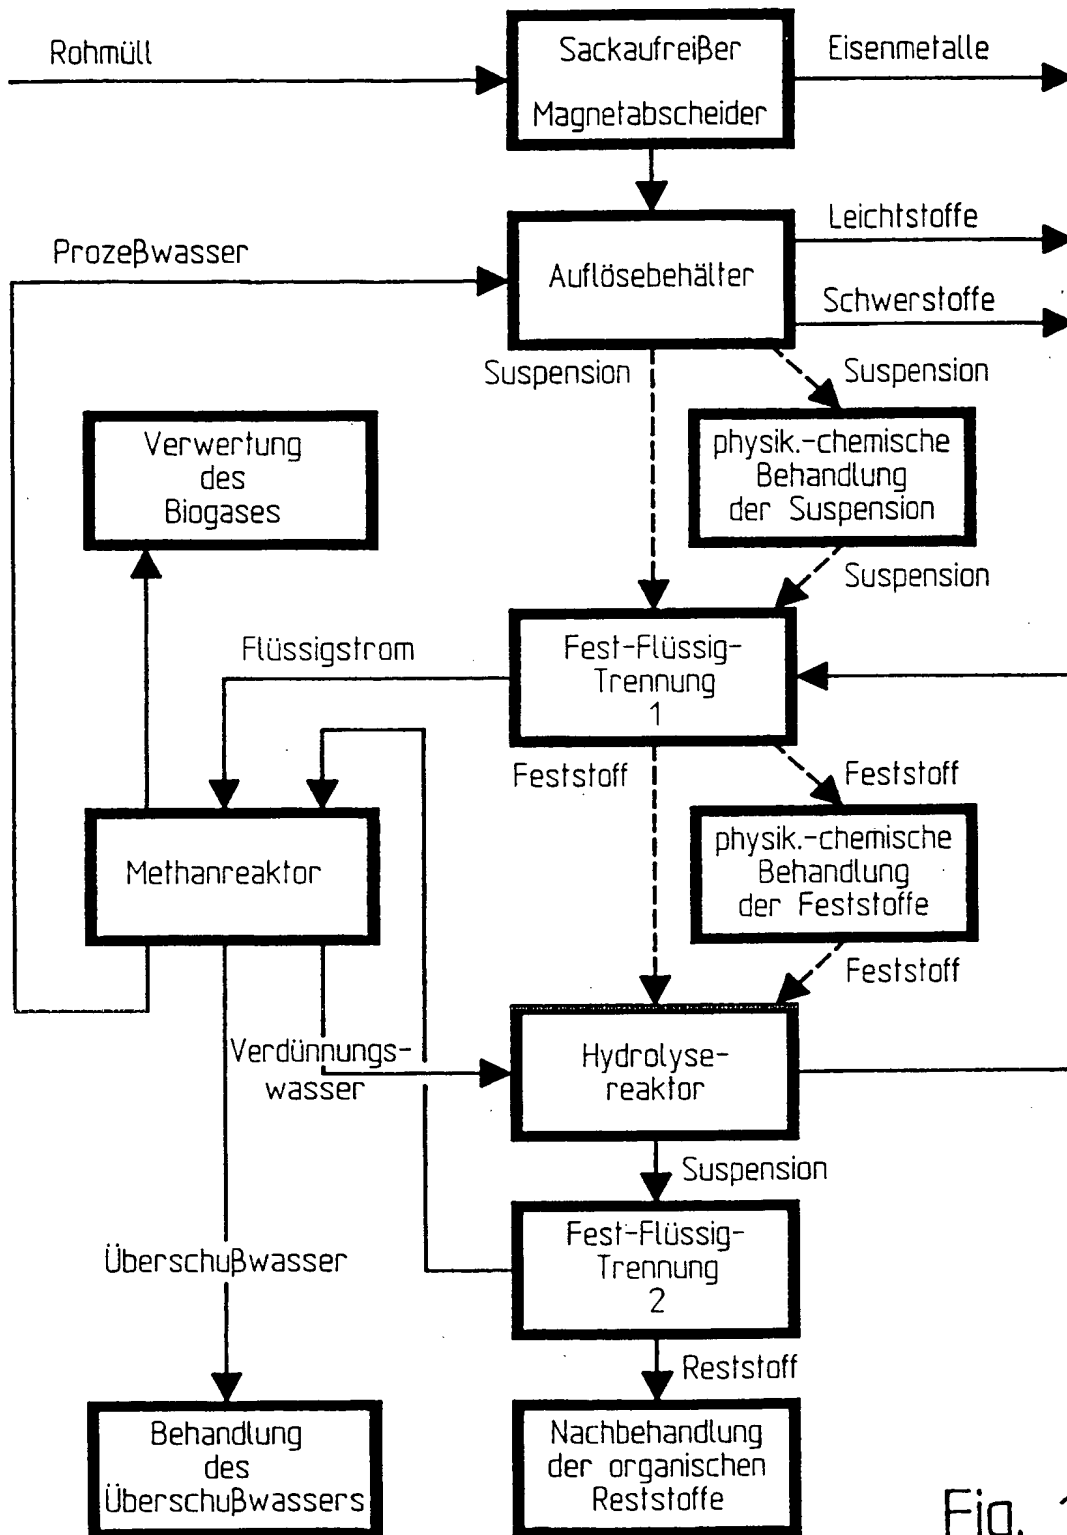 Rohmüll
Sackaufreißer
Magnetabscheider
Eisenmetalle
Prozeßwasser
Auflösebehälter
Leichtstoffe
Schwerstoffe
Suspension
Suspension
Verwertung
des
Biogases
physik.-chemische
Behandlung
der Suspension
Suspension
Flüssigstrom
Fest-Flüssig-
Trennung
1
Feststoff
Feststoff
Methanreaktor
physik.-chemische
Behandlung
der Feststoffe
Feststoff
Verdünnungs-
wasser
Hydrolyse-
reaktor
Suspension
Überschußwasser
Fest-Flüssig-
Trennung
2
Reststoff
Behandlung
des
Überschußwassers
Nachbehandlung
der organischen
Reststoffe
Fig. 1